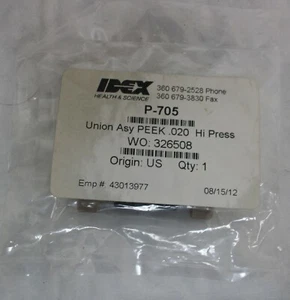 IDEX
HEALTH & SCIENCE
360 679-2528 Phone
360 679-3830 Fax
P-705
Union Asy PEEK .020 Hi Press
WO: 326508
Origin: US Qty: 1
Emp #: 43013977
08/15/12